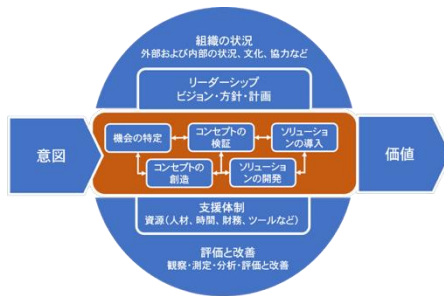 組織の状況
外部および内部の状況、文化、協力など
リーダーシップ
ビジョン・方針・計画
意図
機会の特定
コンセプトの
検証
ソリューショ
ンの導入
コンセプトの
創造
ソリューショ
ンの開発
価値
支援体制
資源(人材、時間、財務、ツールなど)
評価と改善
観察・測定・分析・評価と改善